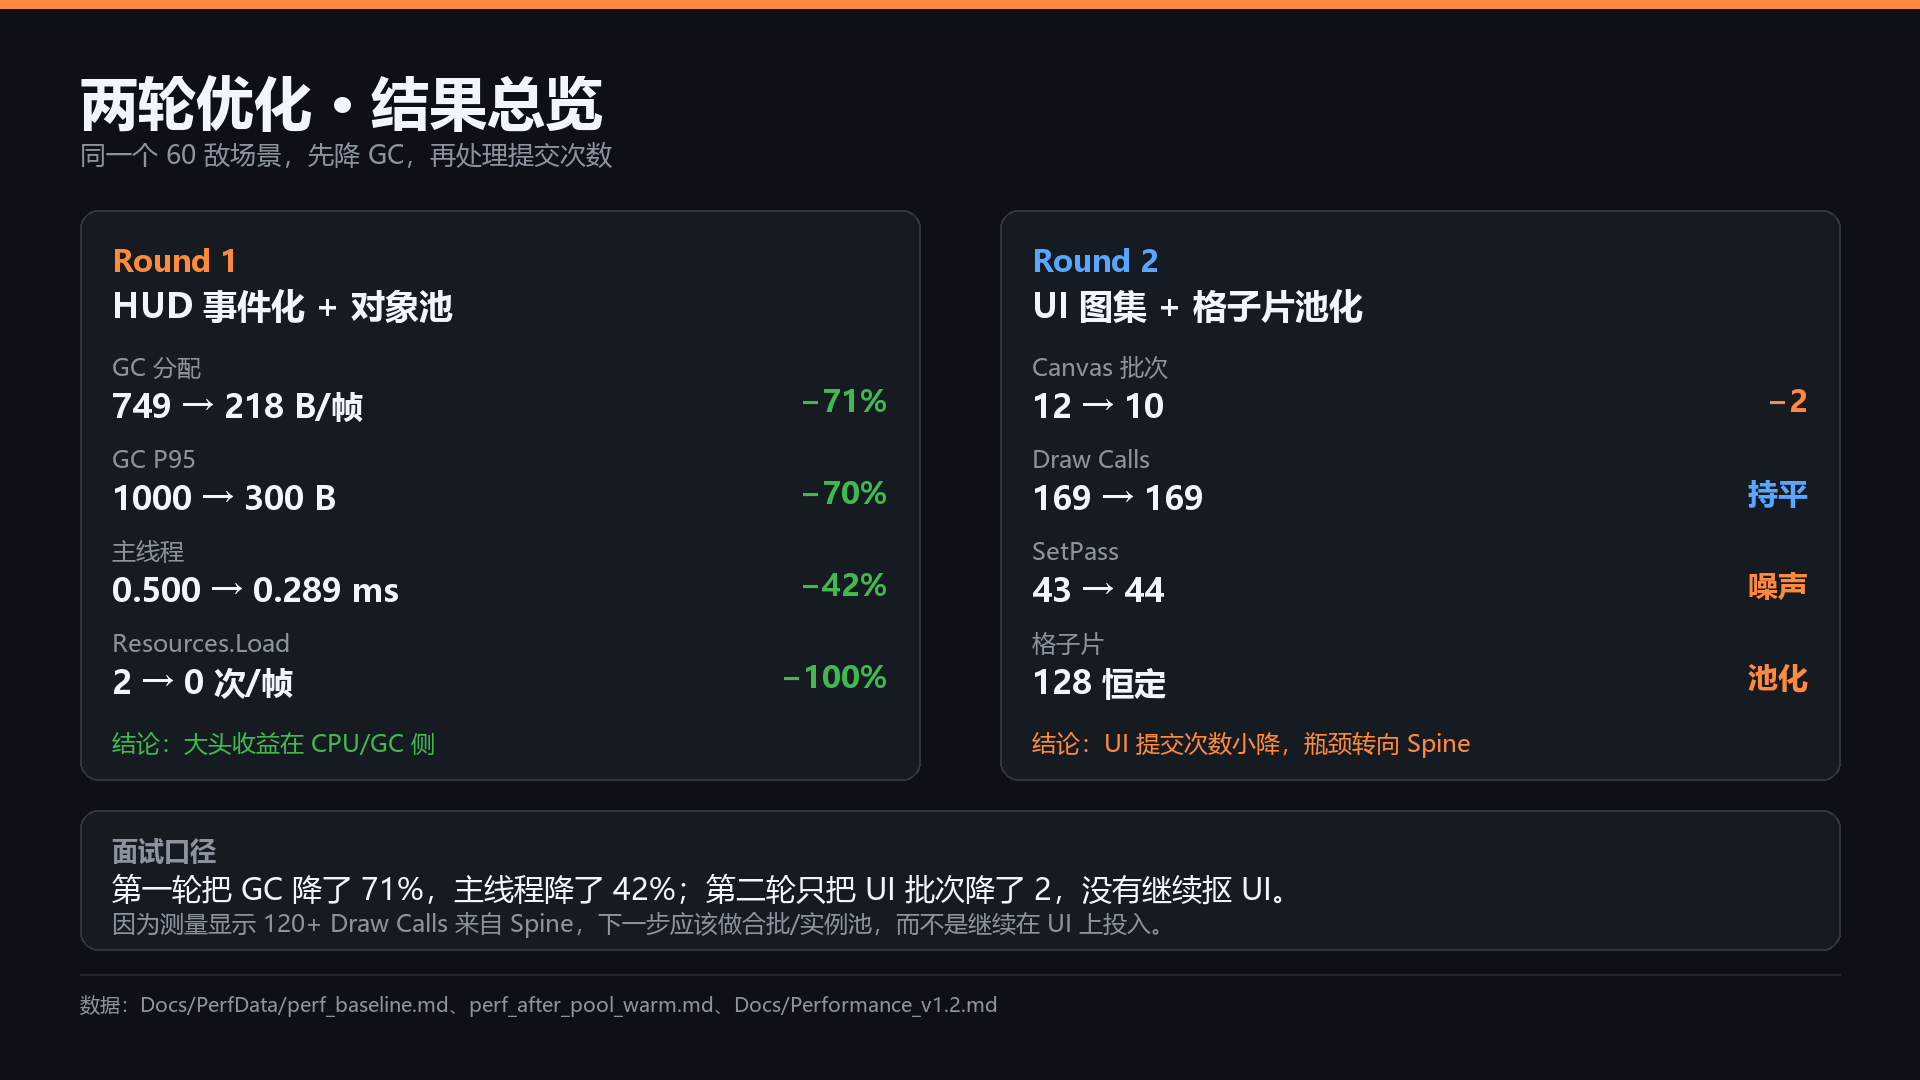 两轮优化 • 结果总览
同一个 60 敌场景，先降 GC，再处理提交次数
Round 1
HUD 事件化 + 对象池
GC 分配
749 → 218 B/帧
−71%
GC P95
1000 → 300 B
−70%
主线程
0.500 → 0.289 ms
−42%
Resources.Load
2 → 0 次/帧
−100%
结论：大头收益在 CPU/GC 侧
Round 2
UI 图集 + 格子片池化
Canvas 批次
12 → 10
−2
Draw Calls
169 → 169
持平
SetPass
43 → 44
噪声
格子片
128 恒定
池化
结论：UI 提交次数小降，瓶颈转向 Spine
面试口径
第一轮把 GC 降了 71%，主线程降了 42%；第二轮只把 UI 批次降了 2，没有继续抠 UI。
因为测量显示 120+ Draw Calls 来自 Spine，下一步应该做合批/实例池，而不是继续在 UI 上投入。
数据：Docs/PerfData/perf_baseline.md、perf_after_pool_warm.md、Docs/Performance_v1.2.md